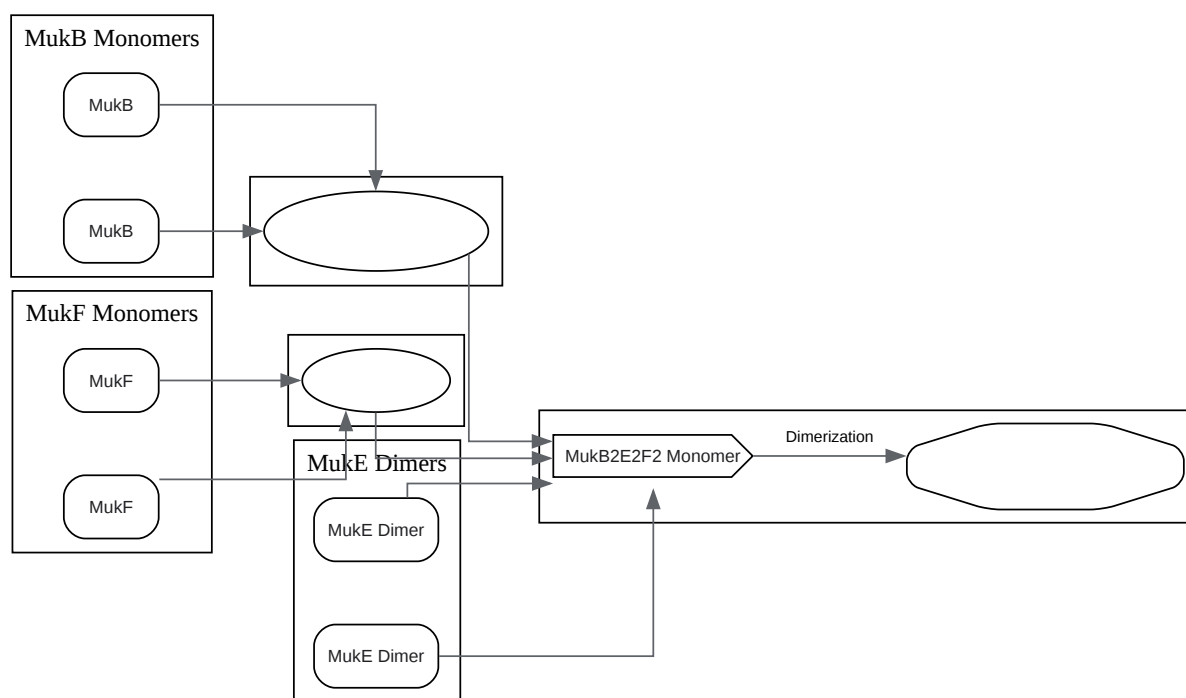 MukB Monomers
MukB
MukB
MukF Monomers
MukF
MukF
MukE Dimers
MukE Dimer
MukE Dimer
MukB2E2F2 Monomer
Dimerization